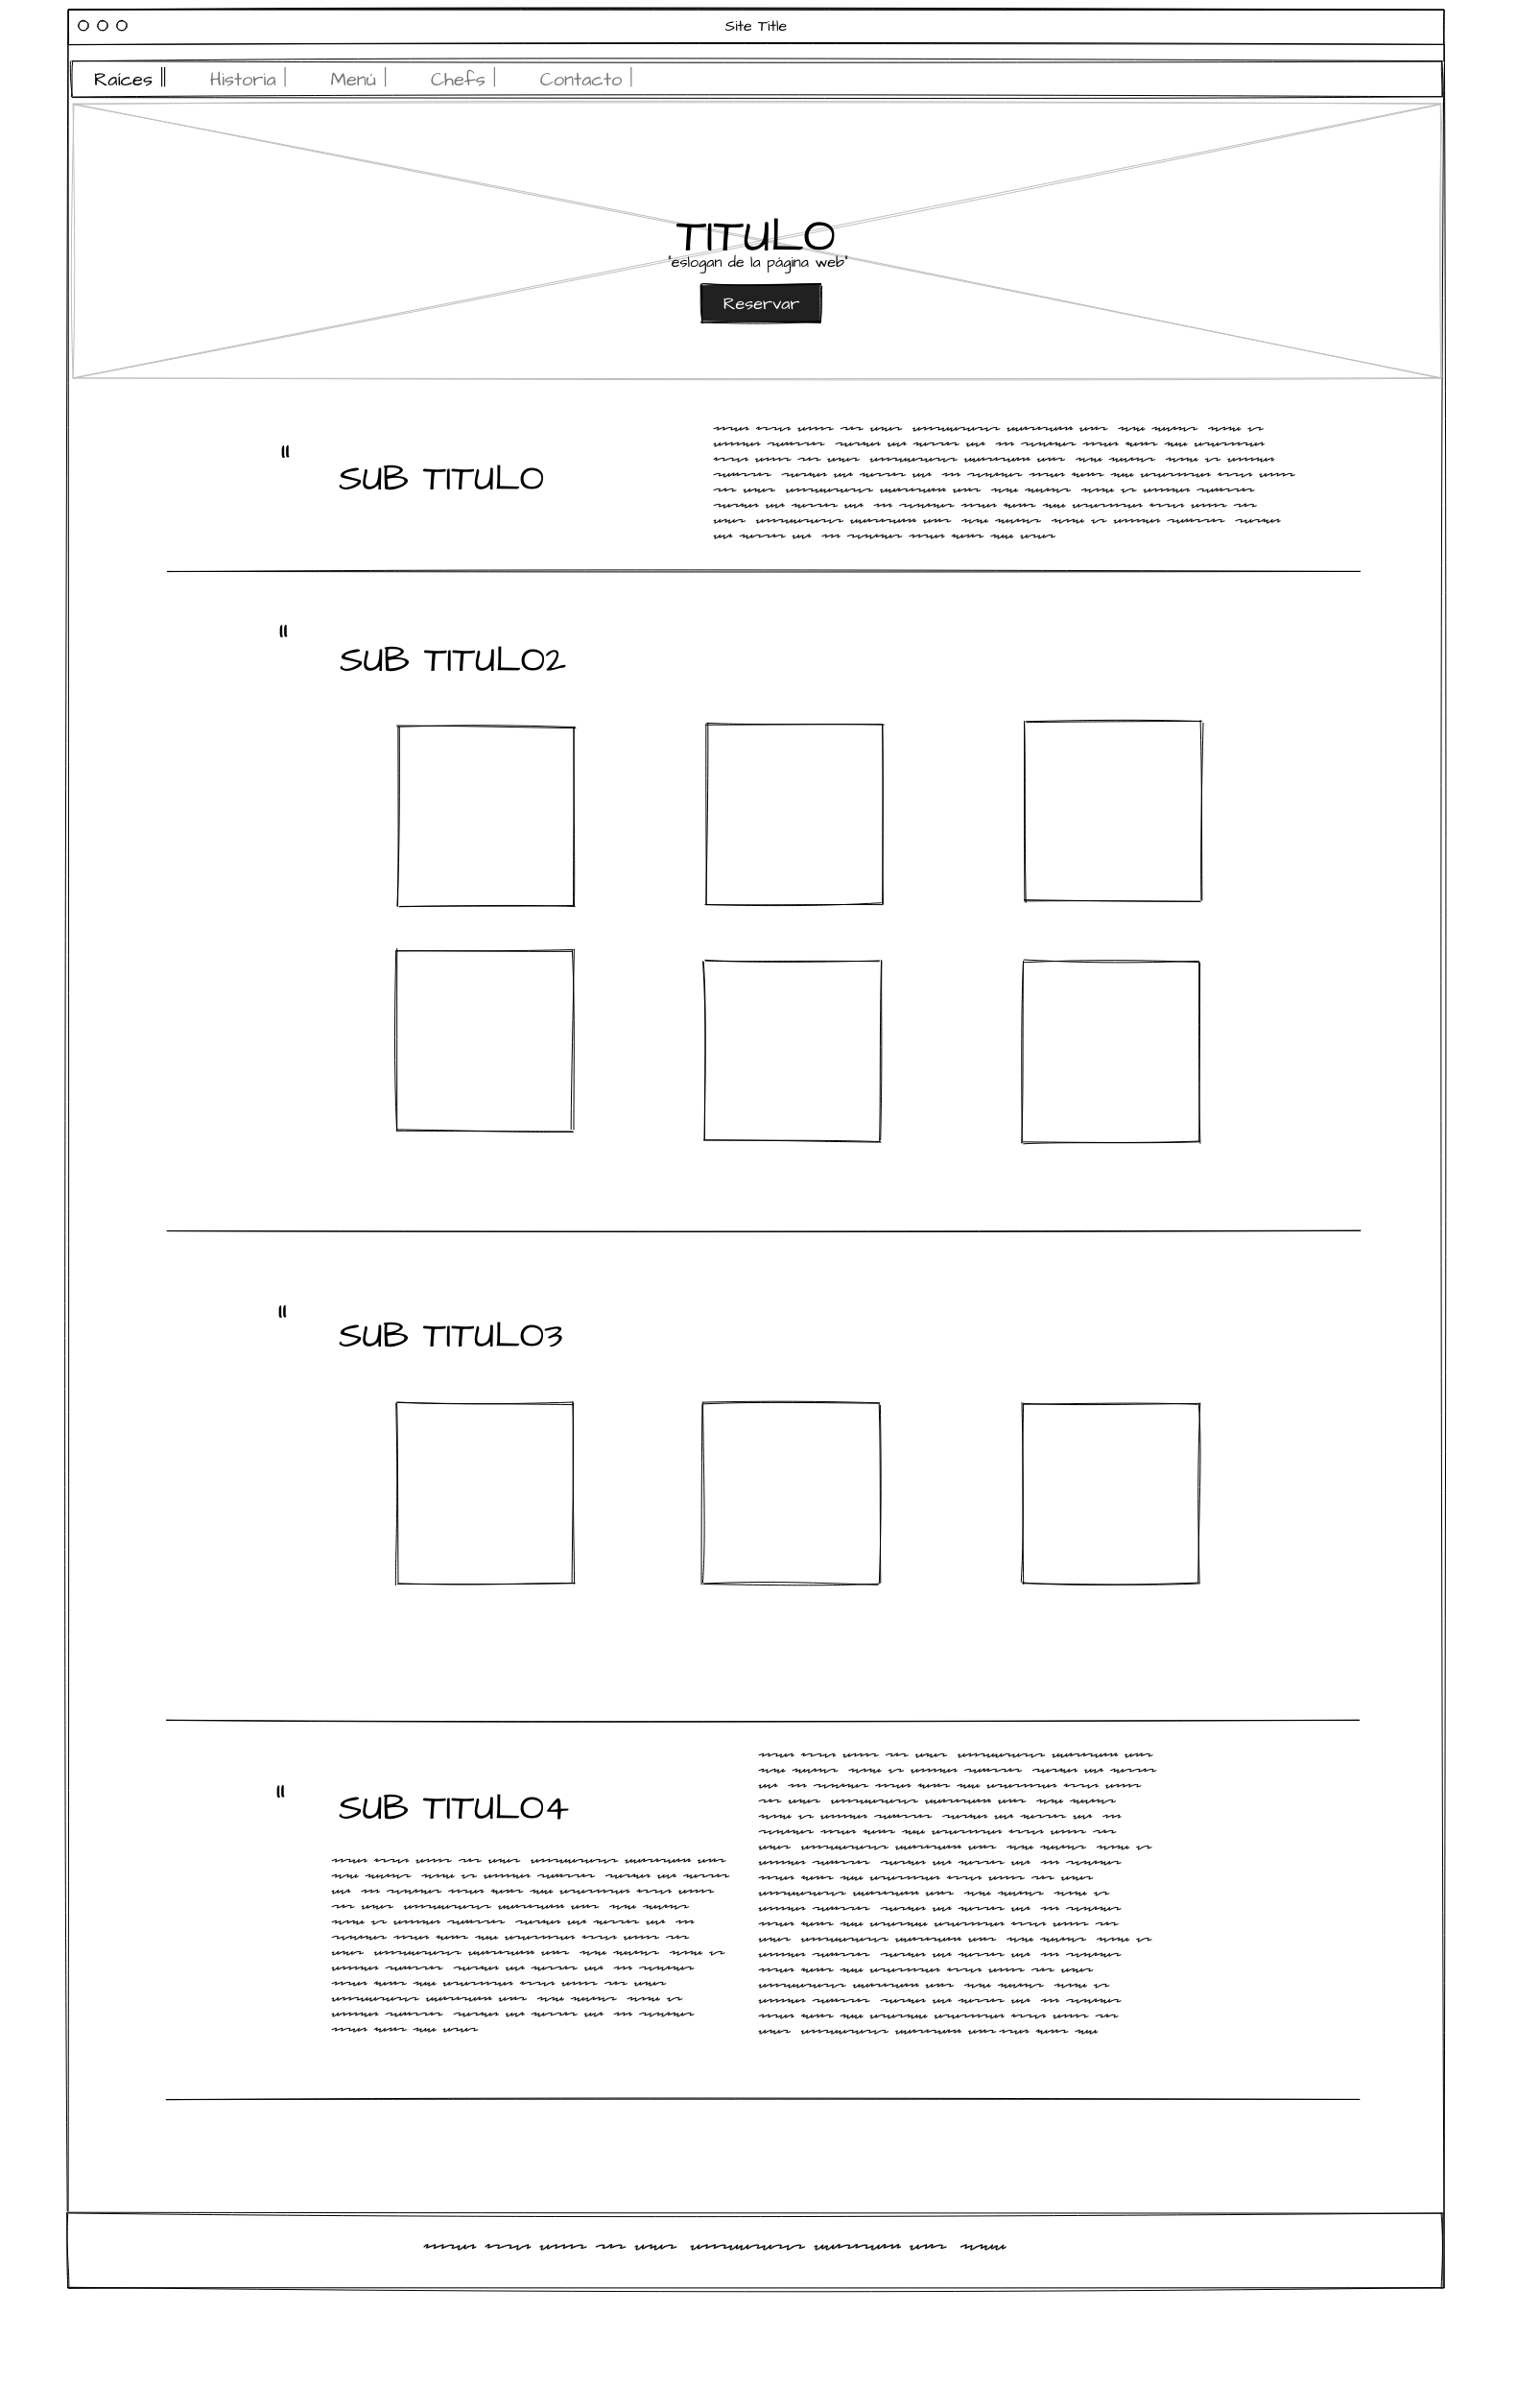 Site Title
Raíces Historia Menú Chefs Contacto
TITULO
"eslogan de la página web"
Reservar
"
SUB TITULO
"
SUB TITULO2
"
SUB TITULO3
"
SUB TITULO4